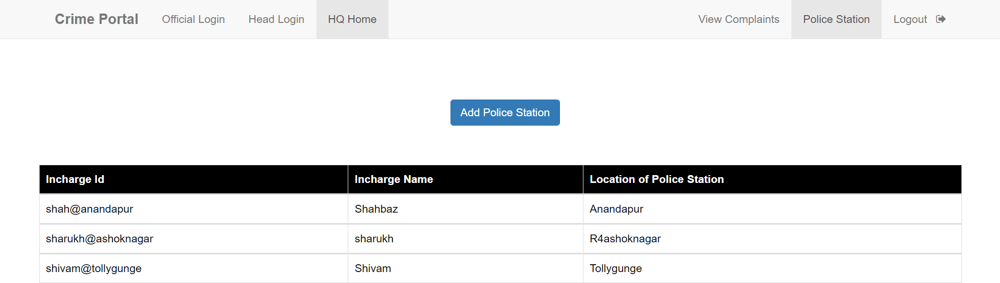 Crime Portal Official Login Head Login HQ Home View Complaints Police Station Logout
Add Police Station
Incharge Id Incharge Name Location of Police Station
shah@anandapur Shahbaz Anandapur
sharukh@ashoknagar sharukh R4ashoknagar
shivam@tollygunge Shivam Tollygunge